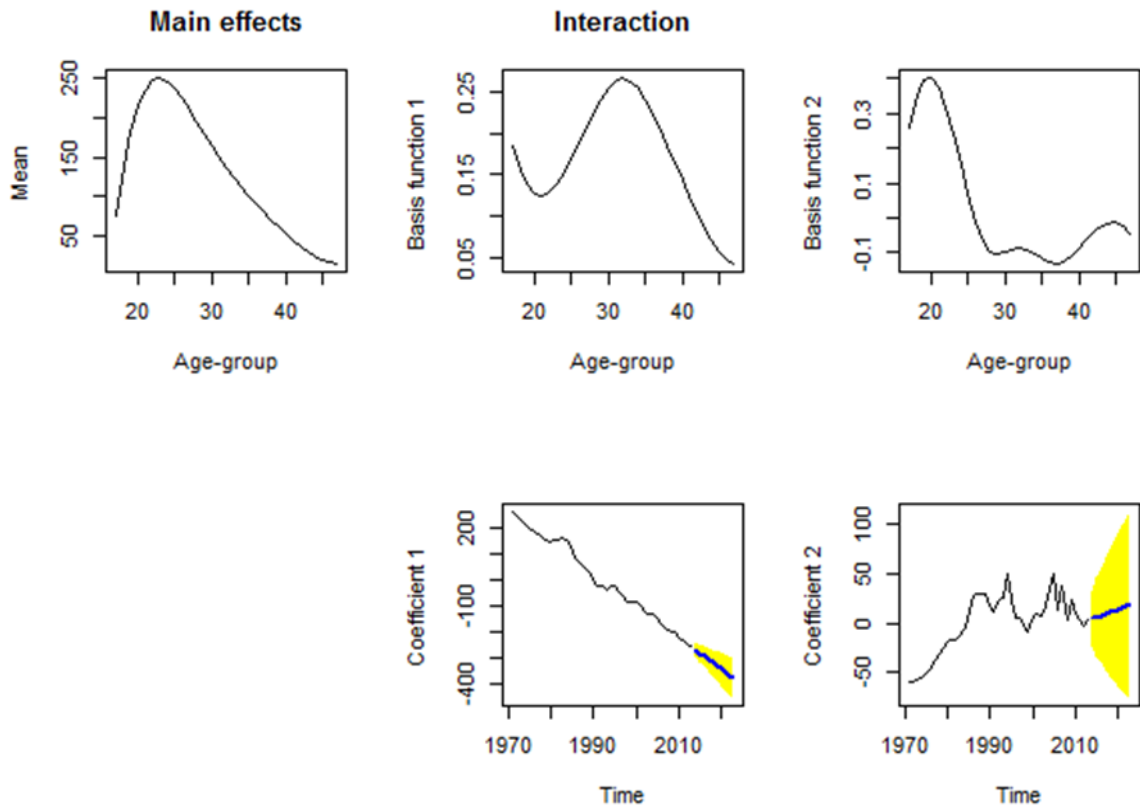 Main effects
Interaction
Mean
50
150
250
20
30
40
Age-group
Basis function 1
0.05
0.15
0.25
20
30
40
Age-group
Basis function 2
-0.1
0.1
0.3
20
30
40
Age-group
Coefficient 1
-400
-100
200
1970
1990
2010
Time
Coefficient 2
-50
0
50
100
1970
1990
2010
Time